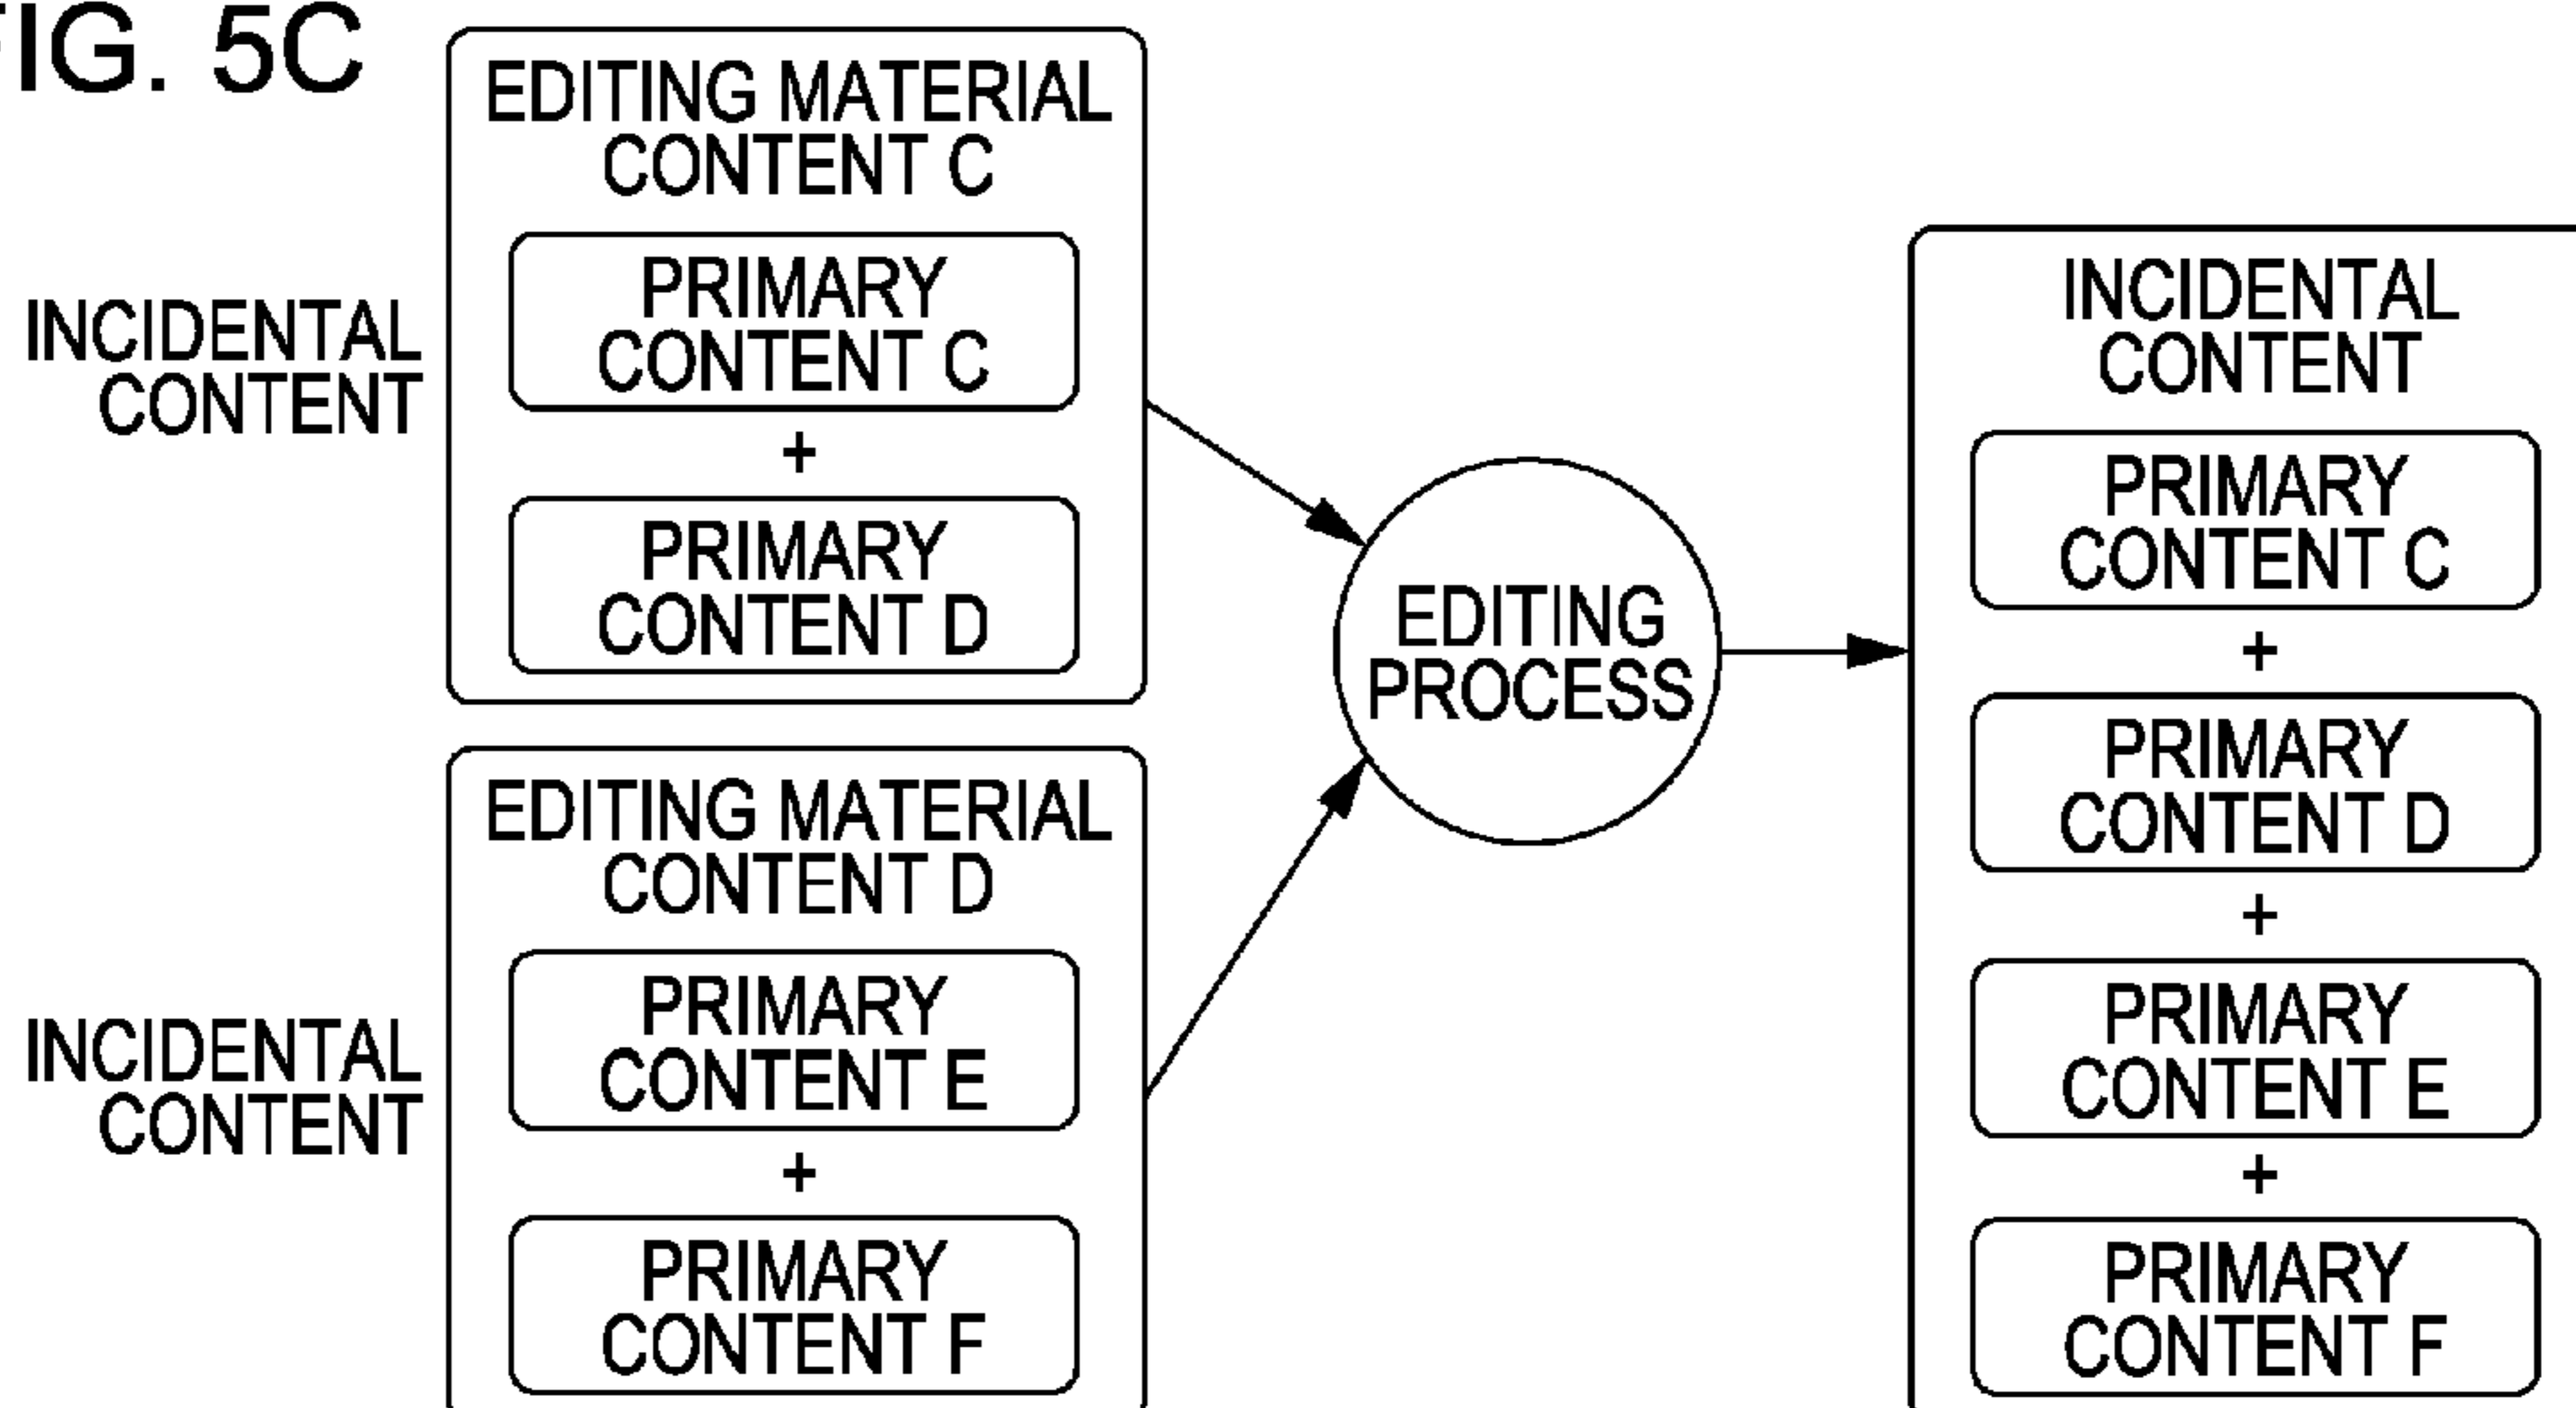 FIG. 5C
EDITING MATERIAL
CONTENT C
INCIDENTAL
CONTENT
PRIMARY
CONTENT C
+
PRIMARY
CONTENT D
EDITING MATERIAL
CONTENT D
INCIDENTAL
CONTENT
PRIMARY
CONTENT E
+
PRIMARY
CONTENT F
EDITING
PROCESS
INCIDENTAL
CONTENT
PRIMARY
CONTENT C
+
PRIMARY
CONTENT D
+
PRIMARY
CONTENT E
+
PRIMARY
CONTENT F